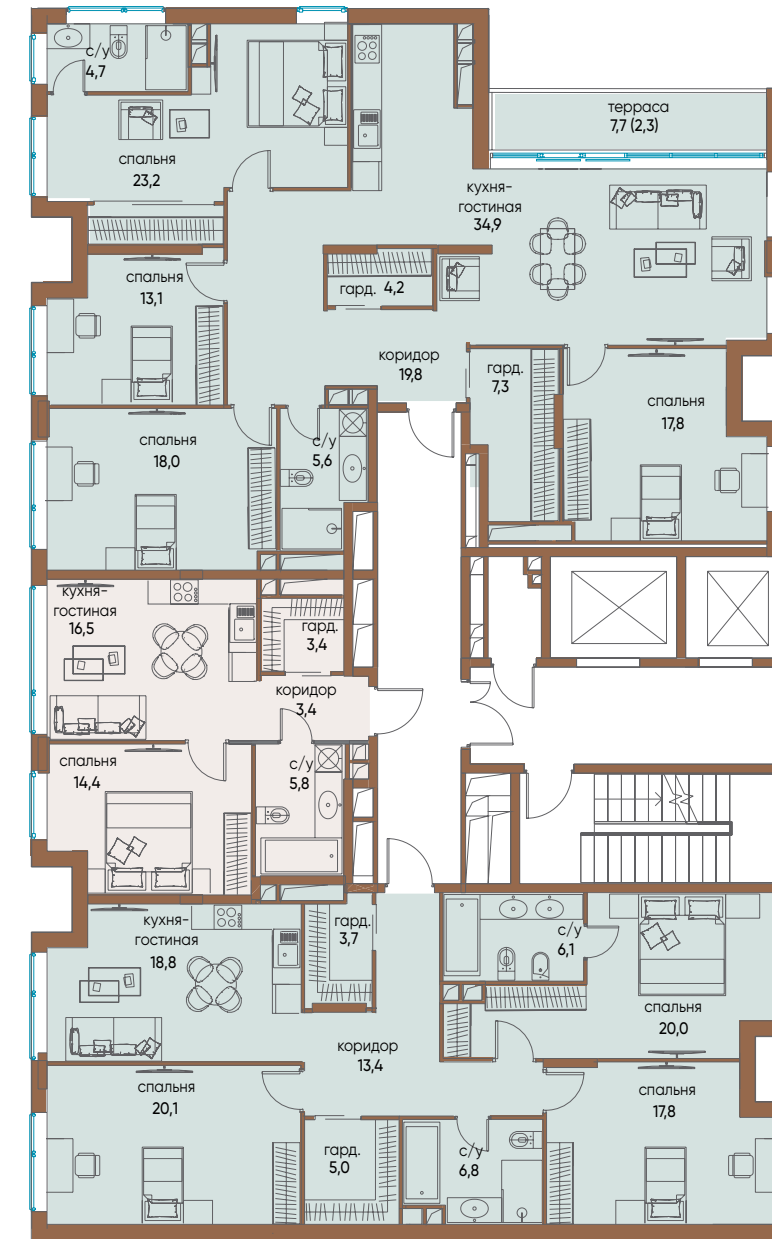 с/у
4,7
спальня
23,2
терраса
7,7 (2,3)
кухня-
гостиная
34,9
спальня
13,1
гард. 4,2
коридор
19,8
гард.
7,3
спальня
17,8
спальня
18,0
с/у
5,6
кухня-
гостиная
16,5
гард.
3,4
коридор
3,4
спальня
14,4
с/у
5,8
кухня-
гостиная
18,8
гард.
3,7
с/у
6,1
спальня
20,0
коридор
13,4
спальня
20,1
спальня
17,8
гард.
5,0
с/у
6,8